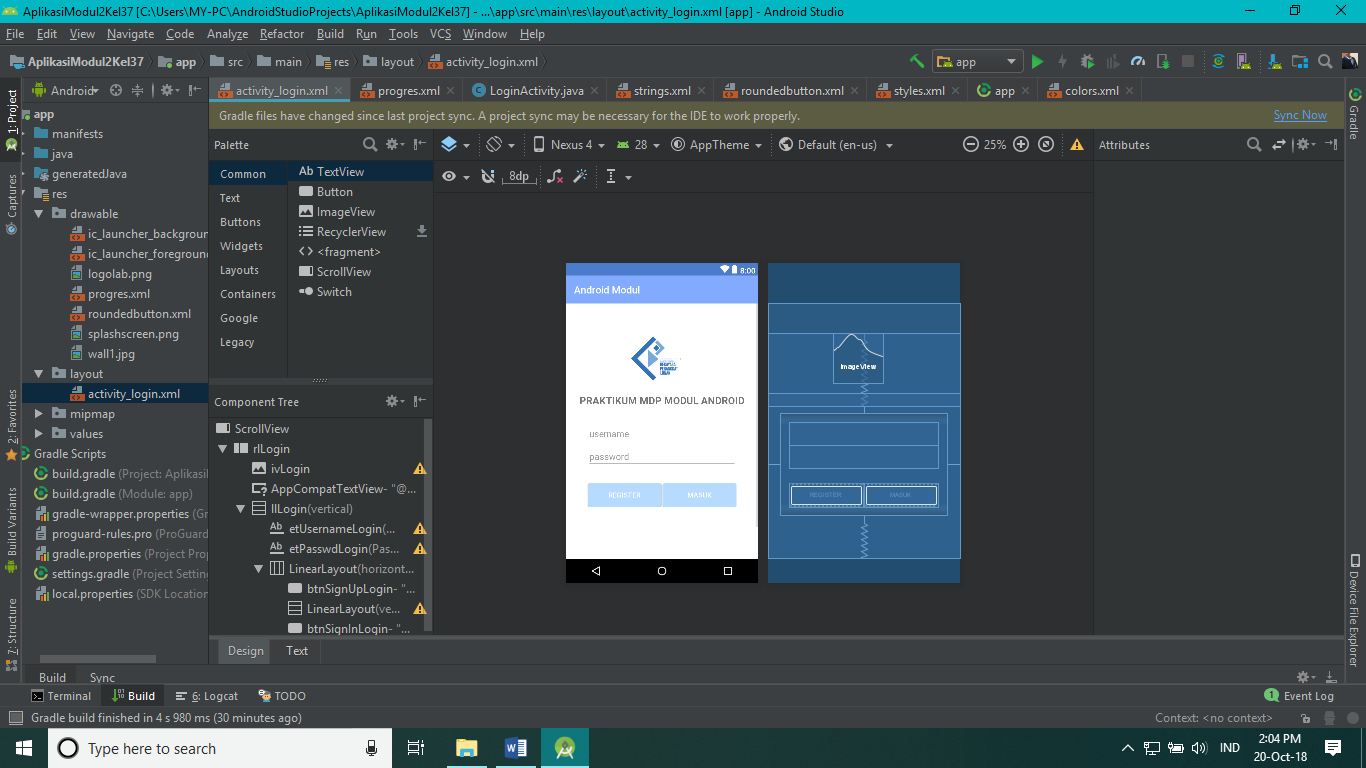 AplikasiModul2Kel37 [C:\Users\MY-PC\AndroidStudioProjects\AplikasiModul2Kel37] - ...\app\src\main\res\layout\activity_login.xml [app] - Android Studio
File Edit View Navigate Code Analyze Refactor Build Run Tools VCS Window Help
AplikasiModul2Kel37 app src main res layout activity_login.xml app
1: Project
Captures
2: Favorites
Build Variants
7: Structure
Android
app
manifests
java
generatedJava
res
drawable
ic_launcher_backgroun
ic_launcher_foreground
logolab.png
progres.xml
roundedbutton.xml
splashscreen.png
wall1.jpg
layout
activity_login.xml
mipmap
values
Gradle Scripts
build.gradle (Project: Aplikasi
build.gradle (Module: app)
gradle-wrapper.properties (Gr
proguard-rules.pro (ProGuard
gradle.properties (Project Prop
settings.gradle (Project Setting
local.properties (SDK Location
activity_login.xml progres.xml LoginActivity.java strings.xml roundedbutton.xml styles.xml app colors.xml
Gradle files have changed since last project sync. A project sync may be necessary for the IDE to work properly. Sync Now
Palette
Common
Text
Buttons
Widgets
Layouts
Containers
Google
Legacy
Ab TextView
Button
ImageView
RecyclerView
<fragment>
ScrollView
Switch
Component Tree
ScrollView
rlLogin
ivLogin
AppCompatTextView- "@...
llLogin(vertical)
Ab etUsernameLogin(...
Ab etPasswdLogin(Pas...
LinearLayout(horizont...
btnSignUpLogin- "...
LinearLayout(ve...
btnSignInLogin- "...
Nexus 4 28 AppTheme Default (en-us) 25%
8dp
8:00
Android Modul
PRAKTIKUM MDP MODUL ANDROID
username
password
REGISTER MASUK
ImageView
REGISTER MASUK
Attributes
Gradle
Device File Explorer
Design Text
Build Sync
Terminal Build 6: Logcat TODO 1 Event Log
Gradle build finished in 4 s 980 ms (30 minutes ago) Context: <no context>
Type here to search
IND
2:04 PM
20-Oct-18